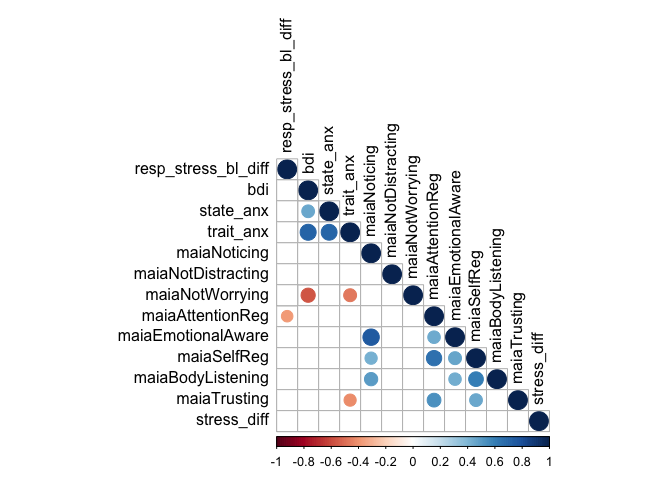 resp_stress_bl_diff
bdi
state_anx
trait_anx
maiaNoticing
maiaNotDistracting
maiaNotWorrying
maiaAttentionReg
maiaEmotionalAware
maiaSelfReg
maiaBodyListening
maiaTrusting
stress_diff
resp_stress_bl_diff
bdi
state_anx
trait_anx
maiaNoticing
maiaNotDistracting
maiaNotWorrying
maiaAttentionReg
maiaEmotionalAware
maiaSelfReg
maiaBodyListening
maiaTrusting
stress_diff
-1 -0.8 -0.6 -0.4 -0.2 0 0.2 0.4 0.6 0.8 1